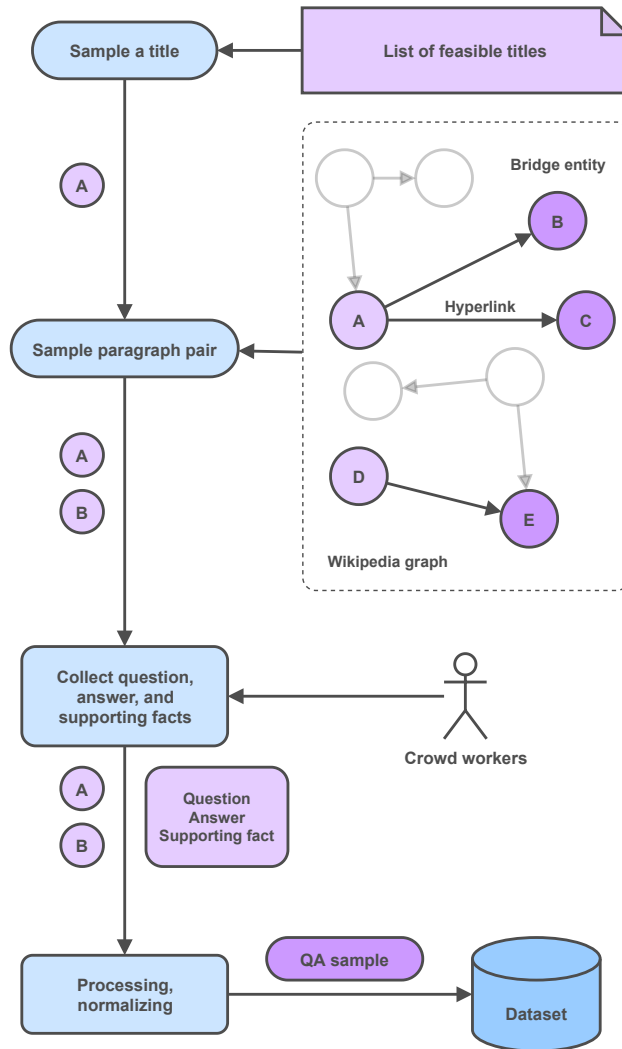 Sample a title
List of feasible titles
A
Bridge entity
B
A
Hyperlink
C
Sample paragraph pair
A
B
D
E
Wikipedia graph
Collect question,
answer, and
supporting facts
Crowd workers
A
B
Question
Answer
Supporting fact
Processing,
normalizing
QA sample
Dataset